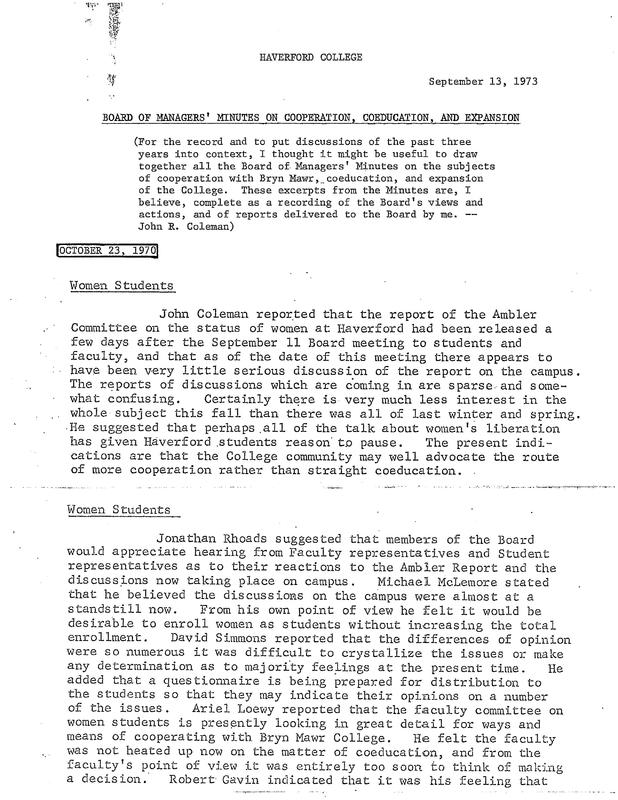 HAVERFORD COLLEGE
September 13, 1973
BOARD OF MANAGERS' MINUTES ON COOPERATION, COEDUCATION, AND EXPANSION
(For the record and to put discussions of the past three
years into context, I thought it might be useful to draw
together all the Board of Managers' Minutes on the subjects
of cooperation with Bryn Mawr, coeducation, and expansion
of the College. These excerpts from the Minutes are, I
believe, complete as a recording of the Board's views and
actions, and of reports delivered to the Board by me. --
John R. Coleman)
OCTOBER 23, 1970
Women Students
John Coleman reported that the report of the Ambler
Committee on the status of women at Haverford had been released a
few days after the September 11 Board meeting to students and
faculty, and that as of the date of this meeting there appears to
have been very little serious discussion of the report on the campus.
The reports of discussions which are coming in are sparse and some-
what confusing. Certainly there is very much less interest in the
whole subject this fall than there was all of last winter and spring.
He suggested that perhaps all of the talk about women's liberation
has given Haverford students reason to pause. The present indi-
cations are that the College community may well advocate the route
of more cooperation rather than straight coeducation.
Women Students
Jonathan Rhoads suggested that members of the Board
would appreciate hearing from Faculty representatives and Student
representatives as to their reactions to the Ambler Report and the
discussions now taking place on campus. Michael McLemore stated
that he believed the discussions on the campus were almost at a
standstill now. From his own point of view he felt it would be
desirable to enroll women as students without increasing the total
enrollment. David Simmons reported that the differences of opinion
were so numerous it was difficult to crystallize the issues or make
any determination as to majority feelings at the present time. He
added that a questionnaire is being prepared for distribution to
the students so that they may indicate their opinions on a number
of the issues. Ariel Loewy reported that the faculty committee on
women students is presently looking in great detail for ways and
means of cooperating with Bryn Mawr College. He felt the faculty
was not heated up now on the matter of coeducation, and from the
faculty's point of view it was entirely too soon to think of making
a decision. Robert Gavin indicated that it was his feeling that